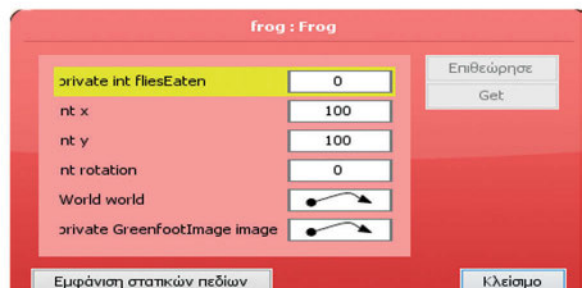 frog : Frog
private int fliesEaten 0
nt x 100
nt y 100
nt rotation 0
World world
private GreenfootImage image
Επιθεώρησε
Get
Εμφάνιση στατικών πεδίων
Κλείσιμο